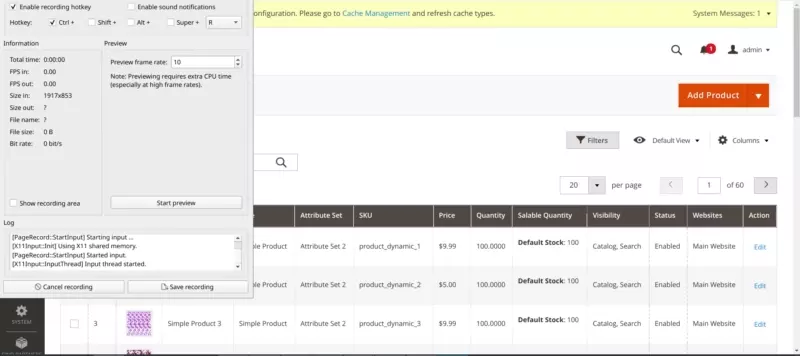 Enable recording hotkey
Enable sound notifications
Hotkey: Ctrl + Shift + Alt + Super + R
Information
Preview
Total time: 0:00:00
FPS in: 0.00
FPS out: 0.00
Size in: 1917x853
Size out: ?
File name: ?
File size: 0 B
Bit rate: 0 bit/s
Preview frame rate: 10
Note: Previewing requires extra CPU time
(especially at high frame rates).
Show recording area
Start preview
Log
[PageRecord::StartInput] Starting input ...
[X11Input::Init] Using X11 shared memory.
[PageRecord::StartInput] Started input.
[X11Input::InputThread] Input thread started.
Cancel recording
Save recording
onfiguration. Please go to Cache Management and refresh cache types.
System Messages: 1
1
admin
Add Product
Filters
Default View
Columns
20 per page 1 of 60
Attribute Set SKU Price Quantity Salable Quantity Visibility Status Websites Action
Simple Product Attribute Set 2 product_dynamic_1 $9.99 100.0000 Default Stock: 100 Catalog, Search Enabled Main Website Edit
Simple Product Attribute Set 2 product_dynamic_2 $5.00 100.0000 Default Stock: 100 Catalog, Search Enabled Main Website Edit
3 Simple Product 3 Simple Product Attribute Set 2 product_dynamic_3 $9.99 100.0000 Default Stock: 100 Catalog, Search Enabled Main Website Edit
SYSTEM